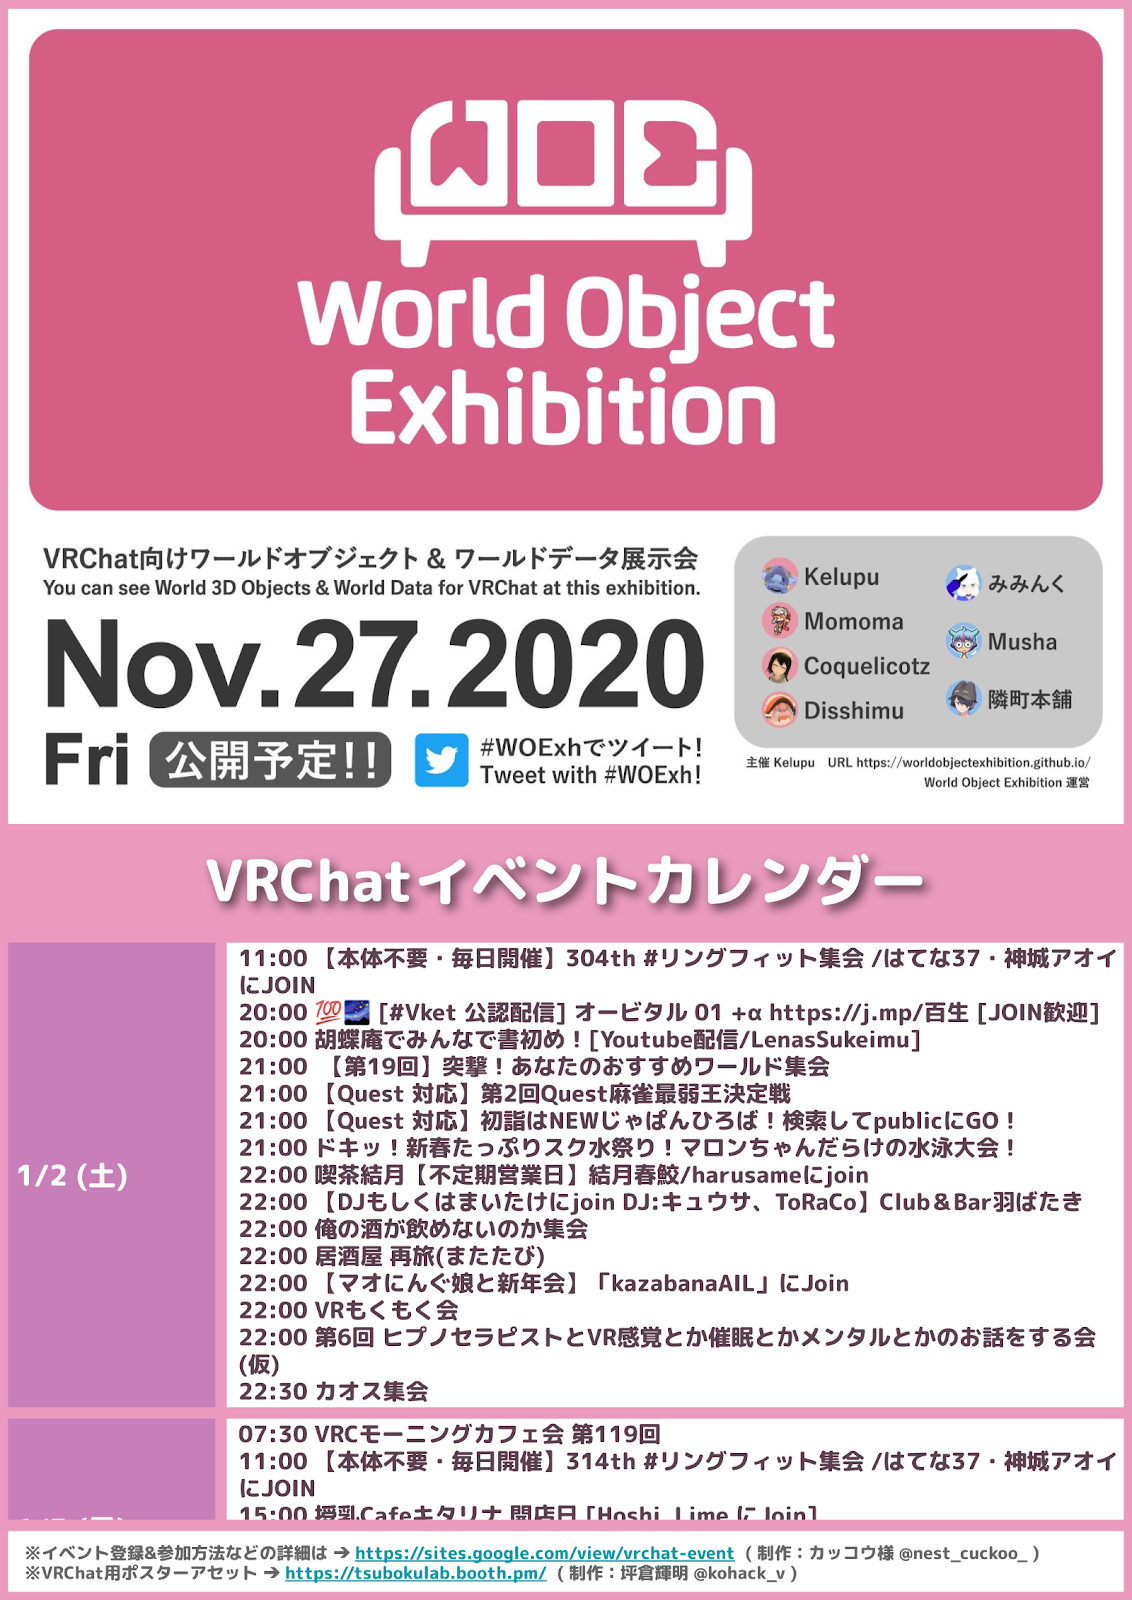 WOE
World Object
Exhibition
VRChat向けワールドオブジェクト & ワールドデータ展示会
You can see World 3D Objects & World Data for VRChat at this exhibition.
Nov.27.2020
Fri 公開予定!!
#WOExhでツイート!
Tweet with #WOExh!
Kelupu
Momoma
Coquelicotz
Disshimu
みみんく
Musha
隣町本舗
主催 Kelupu URL https://worldobjectexhibition.github.io/
World Object Exhibition 運営
VRChatイベントカレンダー
1/2 (土)
11:00 【本体不要・毎日開催】304th #リングフィット集会 /はてな37・神城アオイ
にJOIN
20:00 💯🌌 [#Vket 公認配信] オービタル 01 +α https://j.mp/百生 [JOIN歓迎]
20:00 胡蝶庵でみんなで書初め！[Youtube配信/LenasSukeimu]
21:00 【第19回】突撃！あなたのおすすめワールド集会
21:00 【Quest 対応】第2回Quest麻雀最弱王決定戦
21:00 【Quest 対応】初詣はNEWじゃぱんひろば！検索してpublicにGO！
21:00 ドキッ！新春たっぷりスク水祭り！マロンちゃんだらけの水泳大会！
22:00 喫茶結月【不定期営業日】結月春鮫/harusameにjoin
22:00 【DJもしくはまいたけにjoin DJ:キュウサ、ToRaCo】Club＆Bar羽ばたき
22:00 俺の酒が飲めないのか集会
22:00 居酒屋 再旅(またたび)
22:00 【マオにんぐ娘と新年会】「kazabanaAIL」にJoin
22:00 VRもくもく会
22:00 第6回 ヒプノセラピストとVR感覚とか催眠とかメンタルとかのお話をする会
(仮)
22:30 カオス集会
07:30 VRCモーニングカフェ会 第119回
11:00 【本体不要・毎日開催】314th #リングフィット集会 /はてな37・神城アオイ
にJOIN
15:00 授乳Cafeキタリナ 開店日 [Hoshi_Lime にJoin]
※イベント登録&参加方法などの詳細は → https://sites.google.com/view/vrchat-event ( 制作：カッコウ様 @nest_cuckoo_ )
※VRChat用ポスターアセット → https://tsubokulab.booth.pm/ ( 制作：坪倉輝明 @kohack_v )